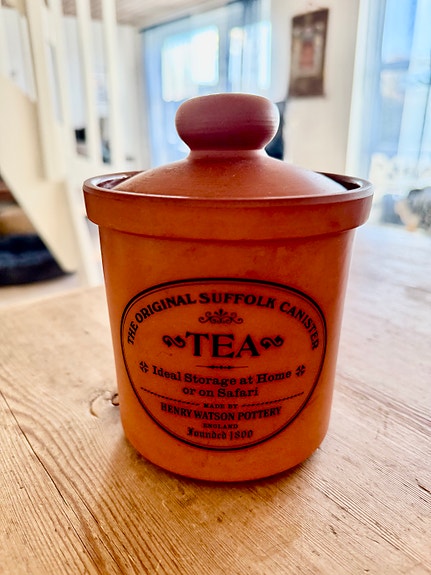 THE ORIGINAL SUFFOLK CANISTER
TEA
Ideal Storage at Home
or on Safari
MADE BY
HENRY WATSON POTTERY
ENGLAND
Founded 1800